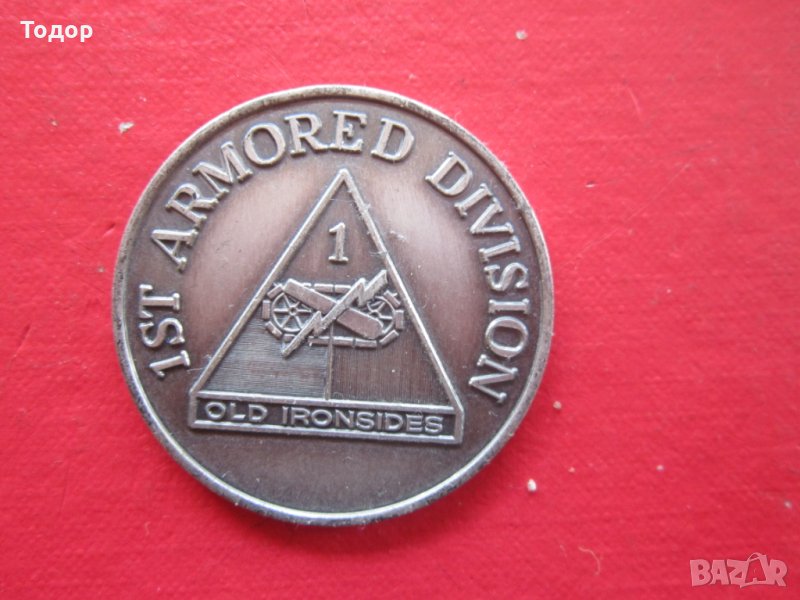 Тодор
1ST ARMORED DIVISION
1
OLD IRONSIDES
BAZAR